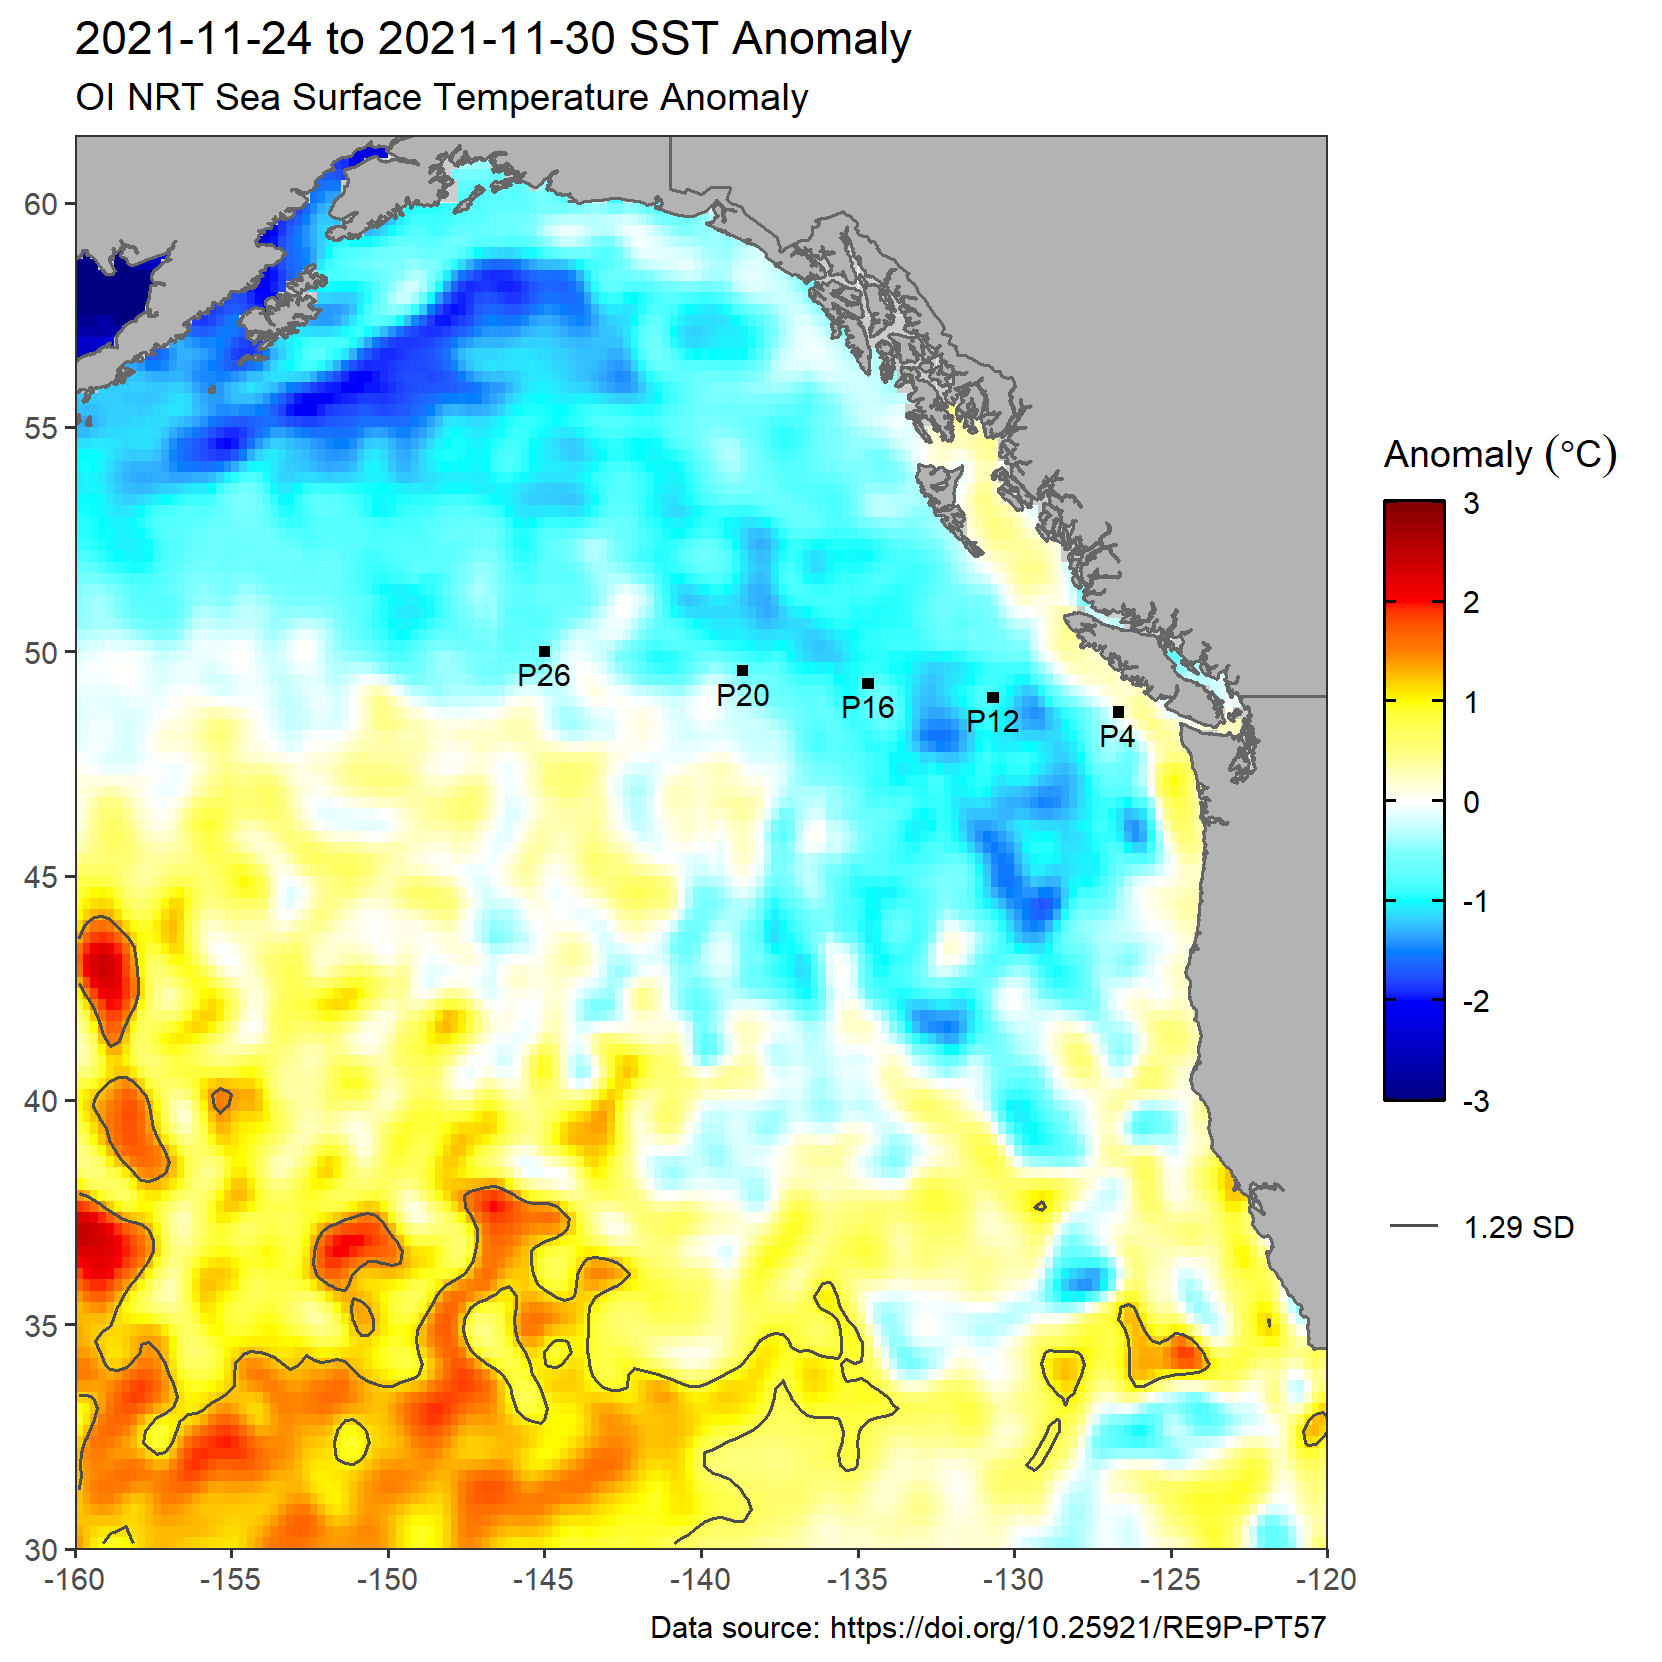 2021-11-24 to 2021-11-30 SST Anomaly
OI NRT Sea Surface Temperature Anomaly
60
55
50
45
40
35
30
-160
-155
-150
-145
-140
-135
-130
-125
-120
P26
P20
P16
P12
P4
Anomaly (°C)
3
2
1
0
-1
-2
-3
1.29 SD
Data source: https://doi.org/10.25921/RE9P-PT57